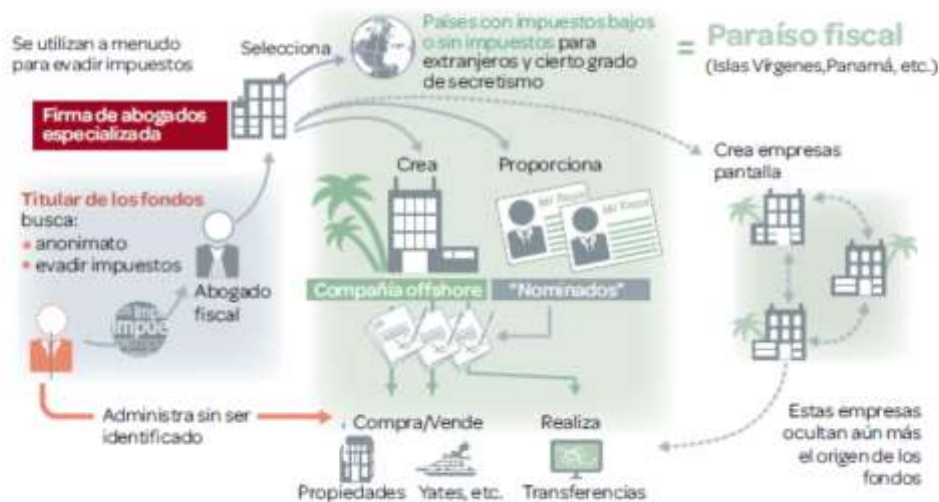 Se utilizan a menudo
para evadir impuestos
Selecciona
Países con impuestos bajos
o sin impuestos para
extranjeros y cierto grado
de secretismo
= Paraíso fiscal
(Islas Vírgenes, Panamá, etc.)
Firma de abogados
especializada
Crea
Proporciona
Crea empresas
pantalla
Titular de los fondos
busca:
• anonimato
• evadir impuestos
Abogado
fiscal
Compañía offshore
"Nominados"
Administra sin ser
identificado
Compra/Vende
Realiza
Propiedades
Yates, etc.
Transferencias
Estas empresas
ocultan aún más
el origen de los
fondos